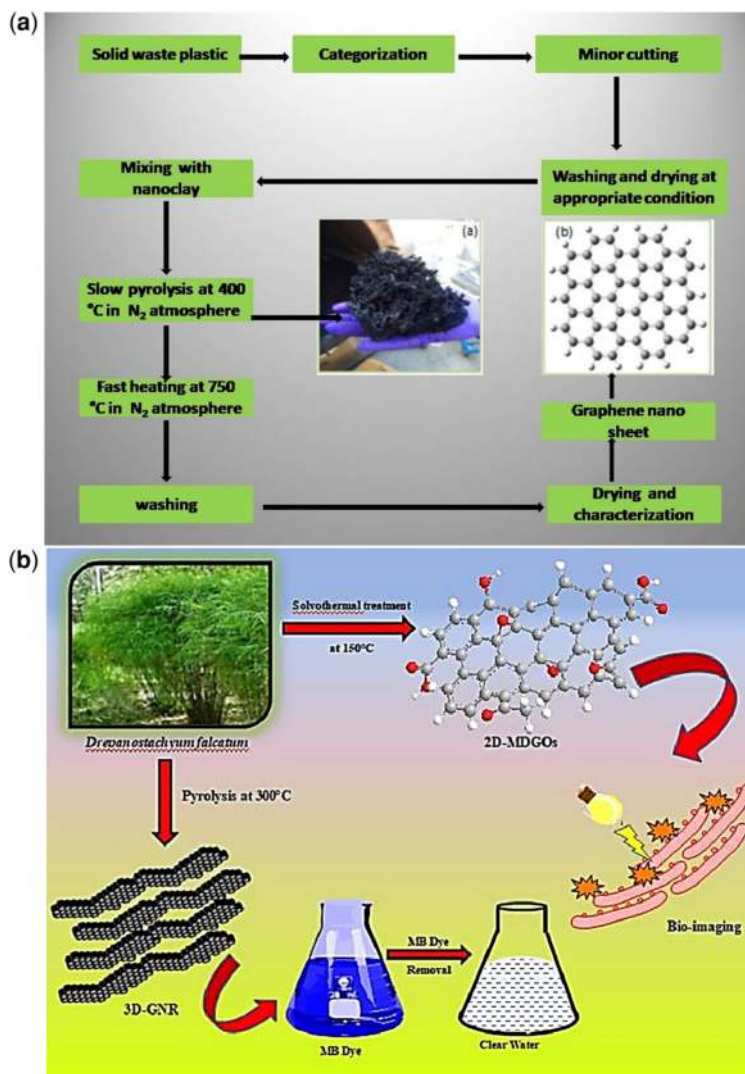 (a)
Solid waste plastic
Categorization
Minor cutting
Mixing with
nanoclay
Washing and drying at
appropriate condition
(a)
(b)
Slow pyrolysis at 400
°C in N₂ atmosphere
Fast heating at 750
°C in N₂ atmosphere
Graphene nano
sheet
washing
Drying and
characterization
(b)
Solvothermal treatment
at 150°C
Drepanostachyum falcatum
2D-MDGOs
Pyrolysis at 300°C
Bio-imaging
3D-GNR
MB Dye
Removal
MB Dye
Clear Water